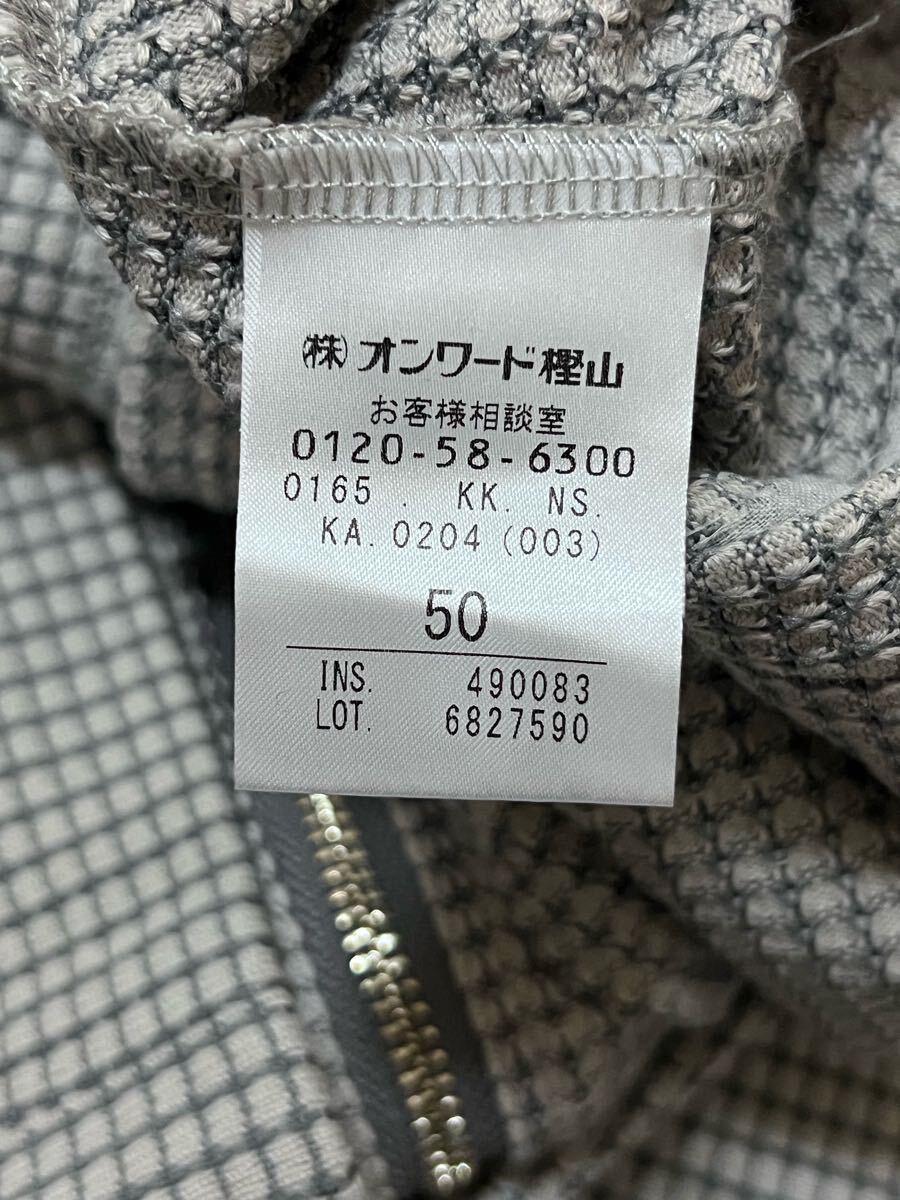 (株)オンワード樫山
お客様相談室
0120-58-6300
0165 . KK. NS.
KA. 0204 (003)
50
INS. 490083
LOT. 6827590